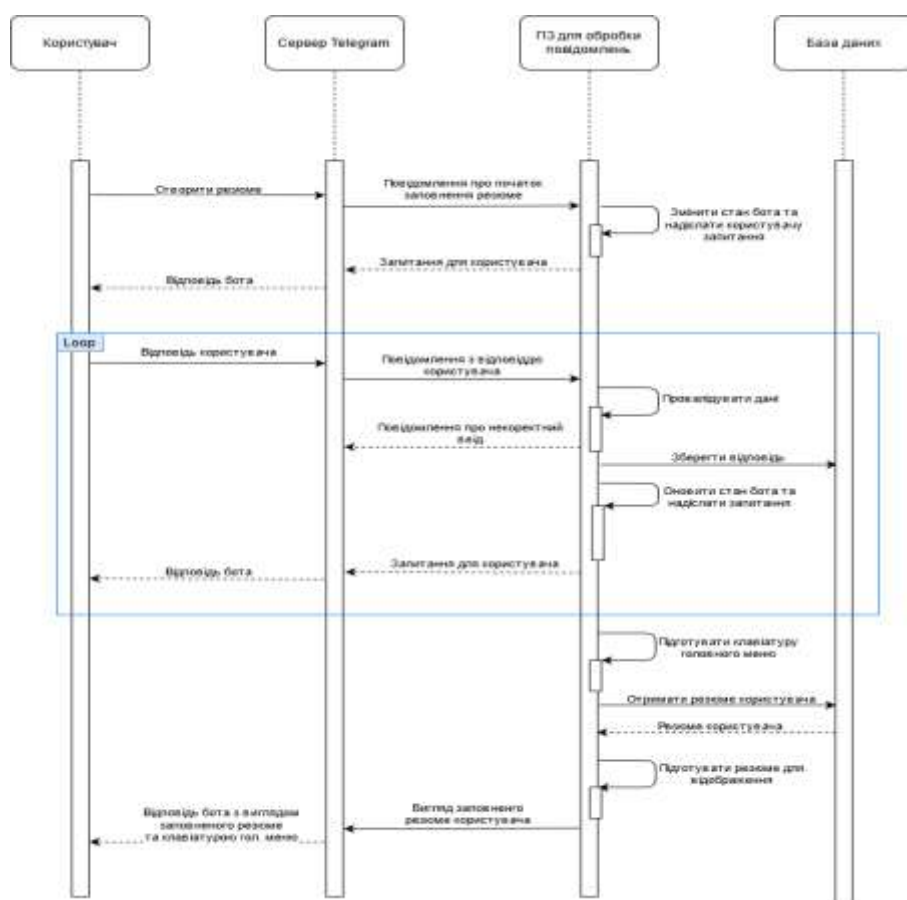 Користувач
Сервер Telegram
ПЗ для обробки
повідомлень
База даних
Створити резюме
Повідомлення про початок
заповнення резюме
Змінити стан бота та
надіслати користувачу
запитання
Запитання для користувача
Відповідь бота
Loop
Відповідь користувача
Повідомлення з відповіддю
користувача
Провалідувати дані
Повідомлення про некоректний
ввід
Зберегти відповідь
Оновити стан бота та
надіслати запитання
Запитання для користувача
Відповідь бота
Підготувати клавіатуру
головного меню
Отримати резюме користувача
Резюме користувача
Підготувати резюме для
відображення
Вигляд заповненго
резюме користувача
Відповідь бота з виглядом
заповненого резюме
та клавіатурою гол. меню